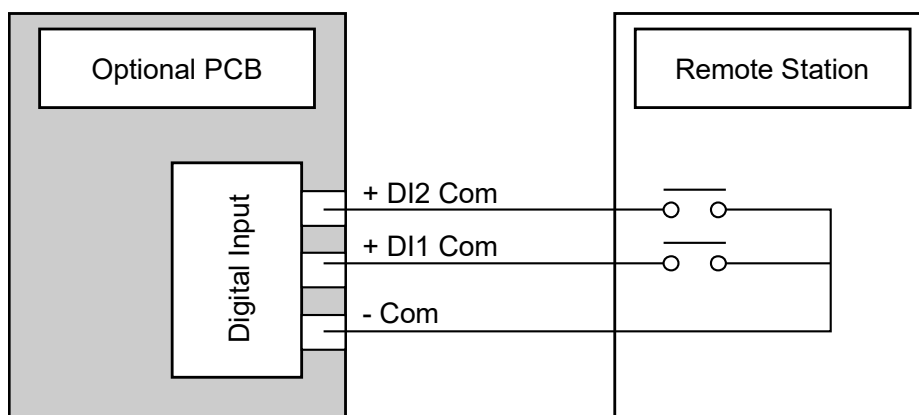 Optional PCB
Remote Station
Digital Input
+ DI2 Com
+ DI1 Com
- Com